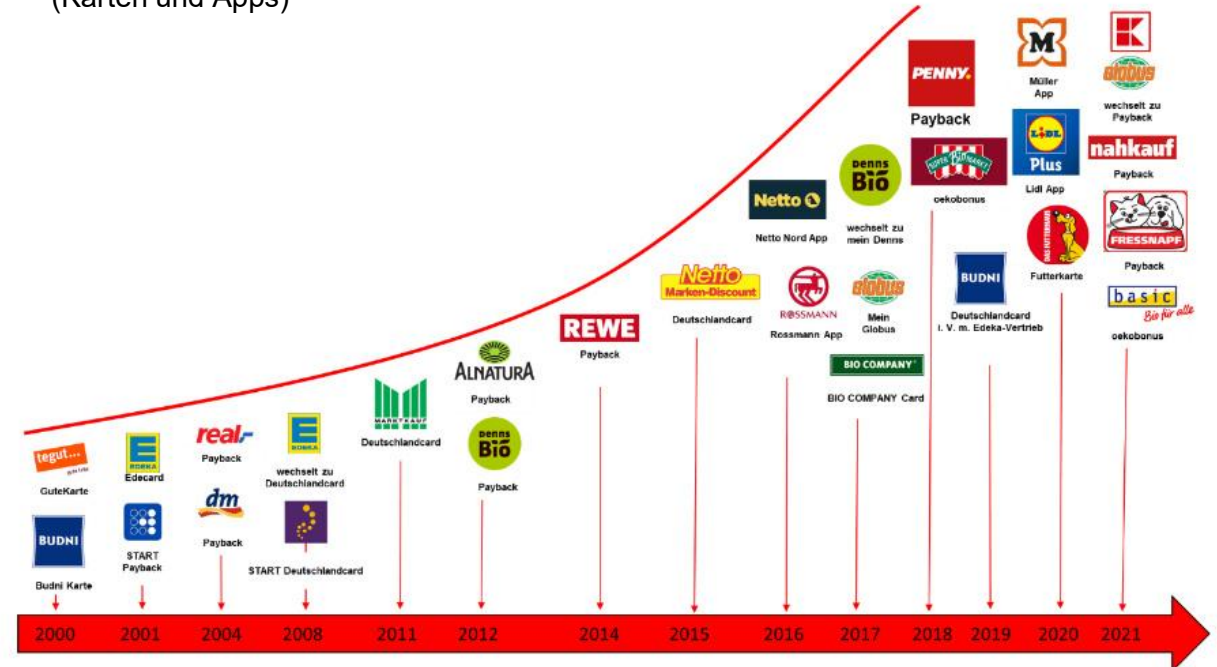 (Karten und Apps)
tegut...
GuteKarte
BUDNI
Budni Karte
EDEKA
Edecard
START
Payback
real,-
Payback
dm
Payback
EDEKA
wechselt zu
Deutschlandcard
START Deutschlandcard
MARKTKAUF
Deutschlandcard
ALNATURA
Payback
DENNS
BIO
Payback
REWE
Payback
Netto
Marken-Discount
Deutschlandcard
Netto
Netto Nord App
ROSSMANN
Rossmann App
DENNS
BIO
wechselt zu
mein Denns
GLOBUS
Mein
Globus
BIO COMPANY
BIO COMPANY Card
PENNY.
Payback
SUPER BIO MARKT
oekobonus
BUDNI
Deutschlandcard
i. V. m. Edeka-Vertrieb
M
Müller
App
LIDL
Plus
Lidl App
DAS FUTTERHAUS
Futterkarte
K
GLOBUS
wechselt zu
Payback
nahkauf
Payback
FRESSNAPF
Payback
basic
Bio für alle
oekobonus
2000 2001 2004 2008 2011 2012 2014 2015 2016 2017 2018 2019 2020 2021